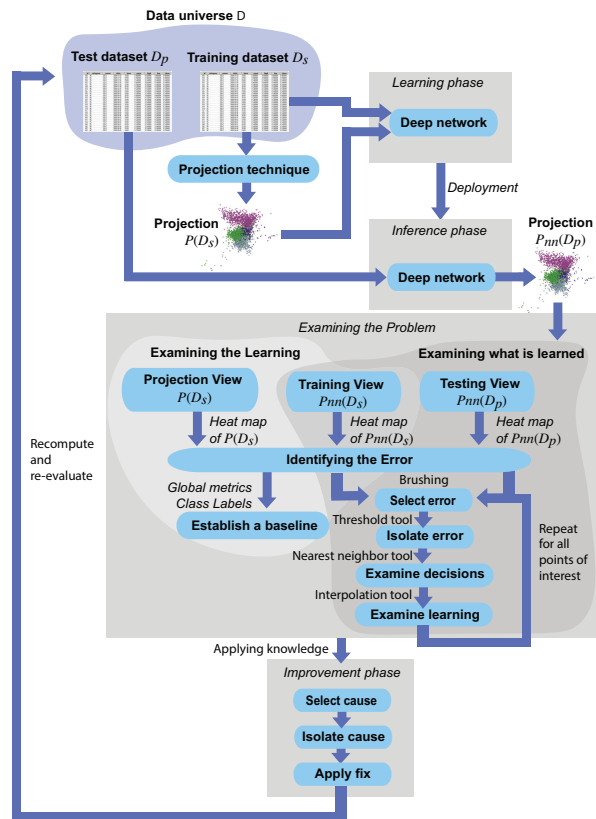 Data universe D
Test dataset Dp
Training dataset Ds
Learning phase
Deep network
Projection technique
Deployment
Projection
P(Ds)
Inference phase
Projection
Pnn(Dp)
Deep network
Examining the Problem
Examining the Learning
Examining what is learned
Projection View
P(Ds)
Training View
Pnn(Ds)
Testing View
Pnn(Dp)
Heat map
of P(Ds)
Heat map
of Pnn(Ds)
Heat map
of Pnn(Dp)
Recompute
and
re-evaluate
Identifying the Error
Global metrics
Class Labels
Establish a baseline
Brushing
Select error
Threshold tool
Isolate error
Nearest neighbor tool
Examine decisions
Interpolation tool
Examine learning
Repeat
for all
points of
interest
Applying knowledge
Improvement phase
Select cause
Isolate cause
Apply fix